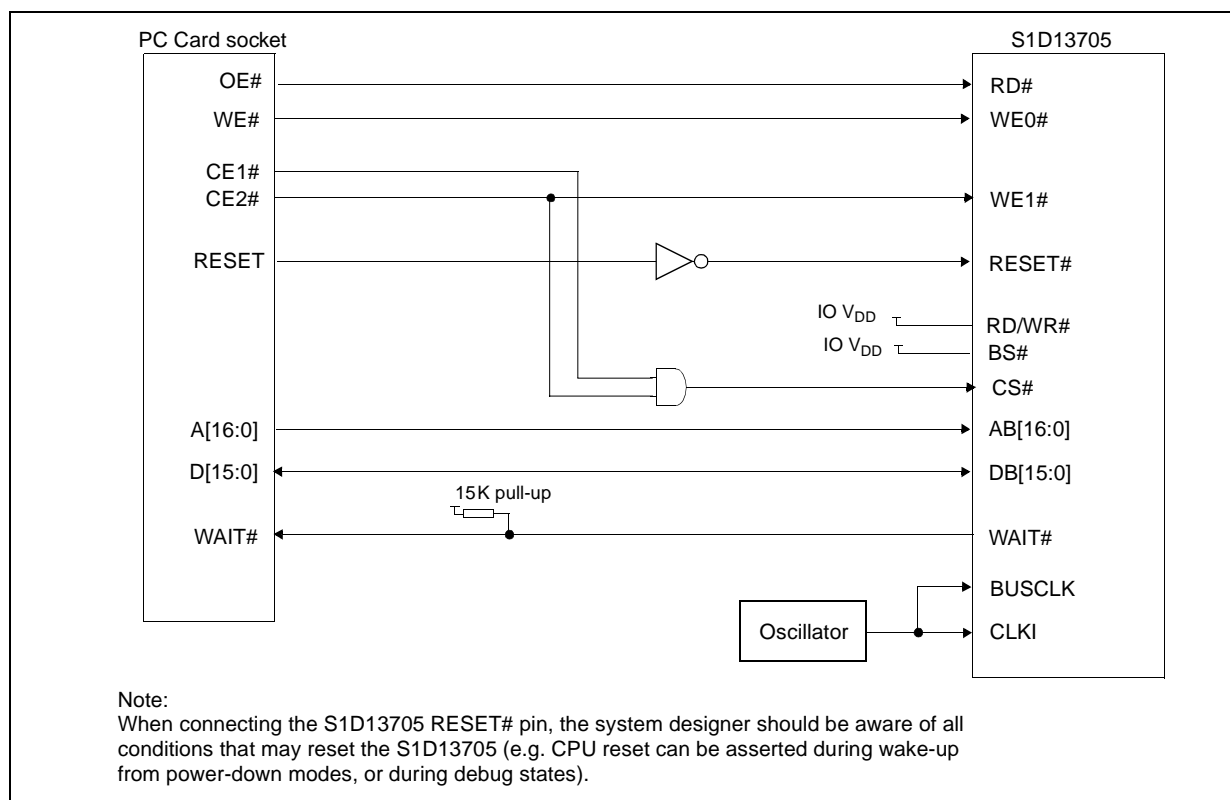 PC Card socket
S1D13705
OE#
RD#
WE#
WE0#
CE1#
CE2#
WE1#
RESET
RESET#
IO VDD
RD/WR#
IO VDD
BS#
CS#
A[16:0]
AB[16:0]
D[15:0]
DB[15:0]
15K pull-up
WAIT#
WAIT#
BUSCLK
Oscillator
CLKI
Note:
When connecting the S1D13705 RESET# pin, the system designer should be aware of all
conditions that may reset the S1D13705 (e.g. CPU reset can be asserted during wake-up
from power-down modes, or during debug states).